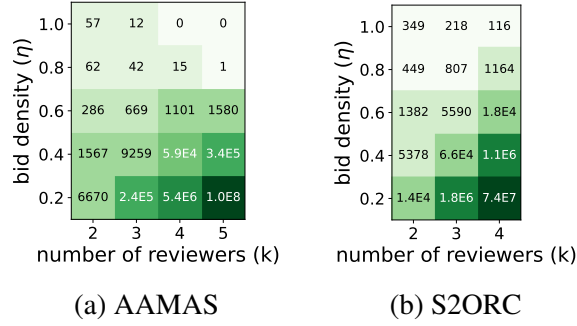 1.0 57 12 0 0
0.8 62 42 15 1
0.6 286 669 1101 1580
0.4 1567 9259 5.9E4 3.4E5
0.2 6670 2.4E5 5.4E6 1.0E8
2 3 4 5
bid density (η)
number of reviewers (k)
(a) AAMAS
1.0 349 218 116
0.8 449 807 1164
0.6 1382 5590 1.8E4
0.4 5378 6.6E4 1.1E6
0.2 1.4E4 1.8E6 7.4E7
2 3 4
bid density (η)
number of reviewers (k)
(b) S2ORC